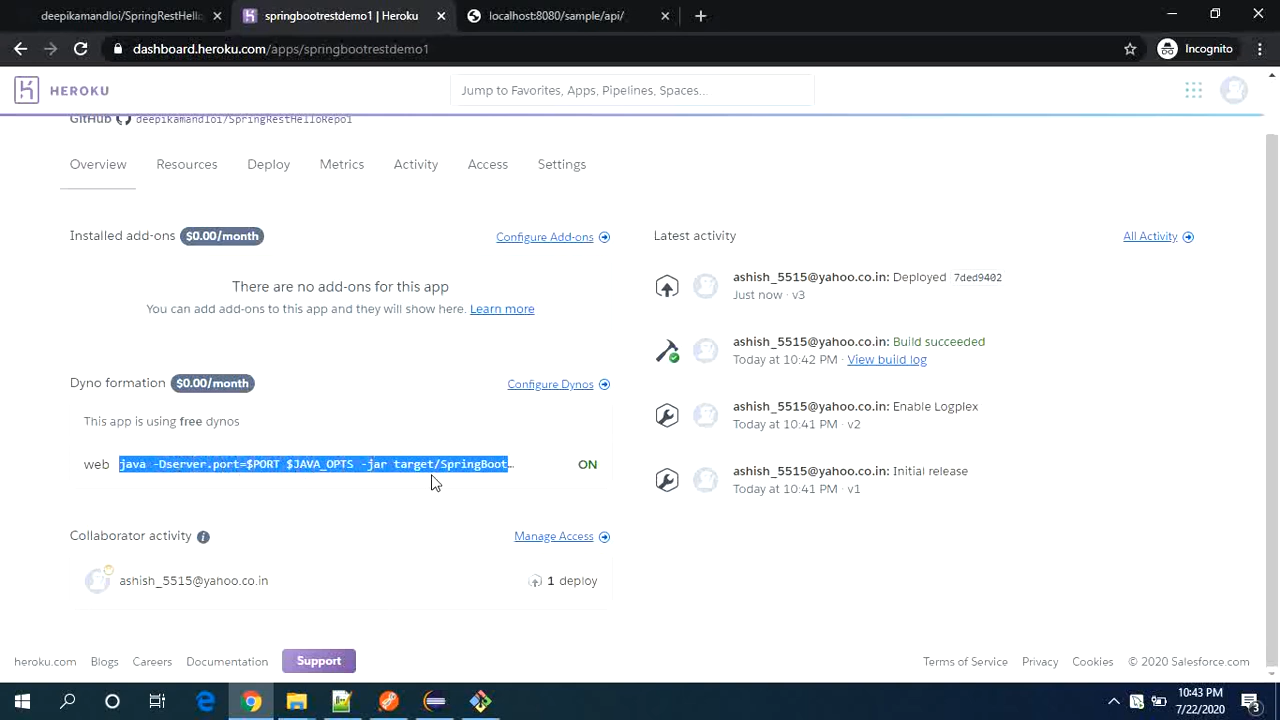 deepikamandloi/SpringRestHell
springbootrestdemo1 | Heroku
localhost:8080/sample/api/
dashboard.heroku.com/apps/springbootrestdemo1
Incognito
HEROKU
Jump to Favorites, Apps, Pipelines, Spaces...
GitHub deepikamandloi/SpringRestHelloRepo1
Overview Resources Deploy Metrics Activity Access Settings
Installed add-ons $0.00/month
Configure Add-ons
There are no add-ons for this app
You can add add-ons to this app and they will show here. Learn more
Dyno formation $0.00/month
Configure Dynos
This app is using free dynos
web java -Dserver.port=$PORT $JAVA_OPTS -jar target/SpringBoot… ON
Collaborator activity
Manage Access
ashish_5515@yahoo.co.in
1 deploy
Latest activity
All Activity
ashish_5515@yahoo.co.in: Deployed 7ded9402
Just now · v3
ashish_5515@yahoo.co.in: Build succeeded
Today at 10:42 PM · View build log
ashish_5515@yahoo.co.in: Enable Logplex
Today at 10:41 PM · v2
ashish_5515@yahoo.co.in: Initial release
Today at 10:41 PM · v1
heroku.com Blogs Careers Documentation Support
Terms of Service Privacy Cookies © 2020 Salesforce.com
10:43 PM
7/22/2020
3